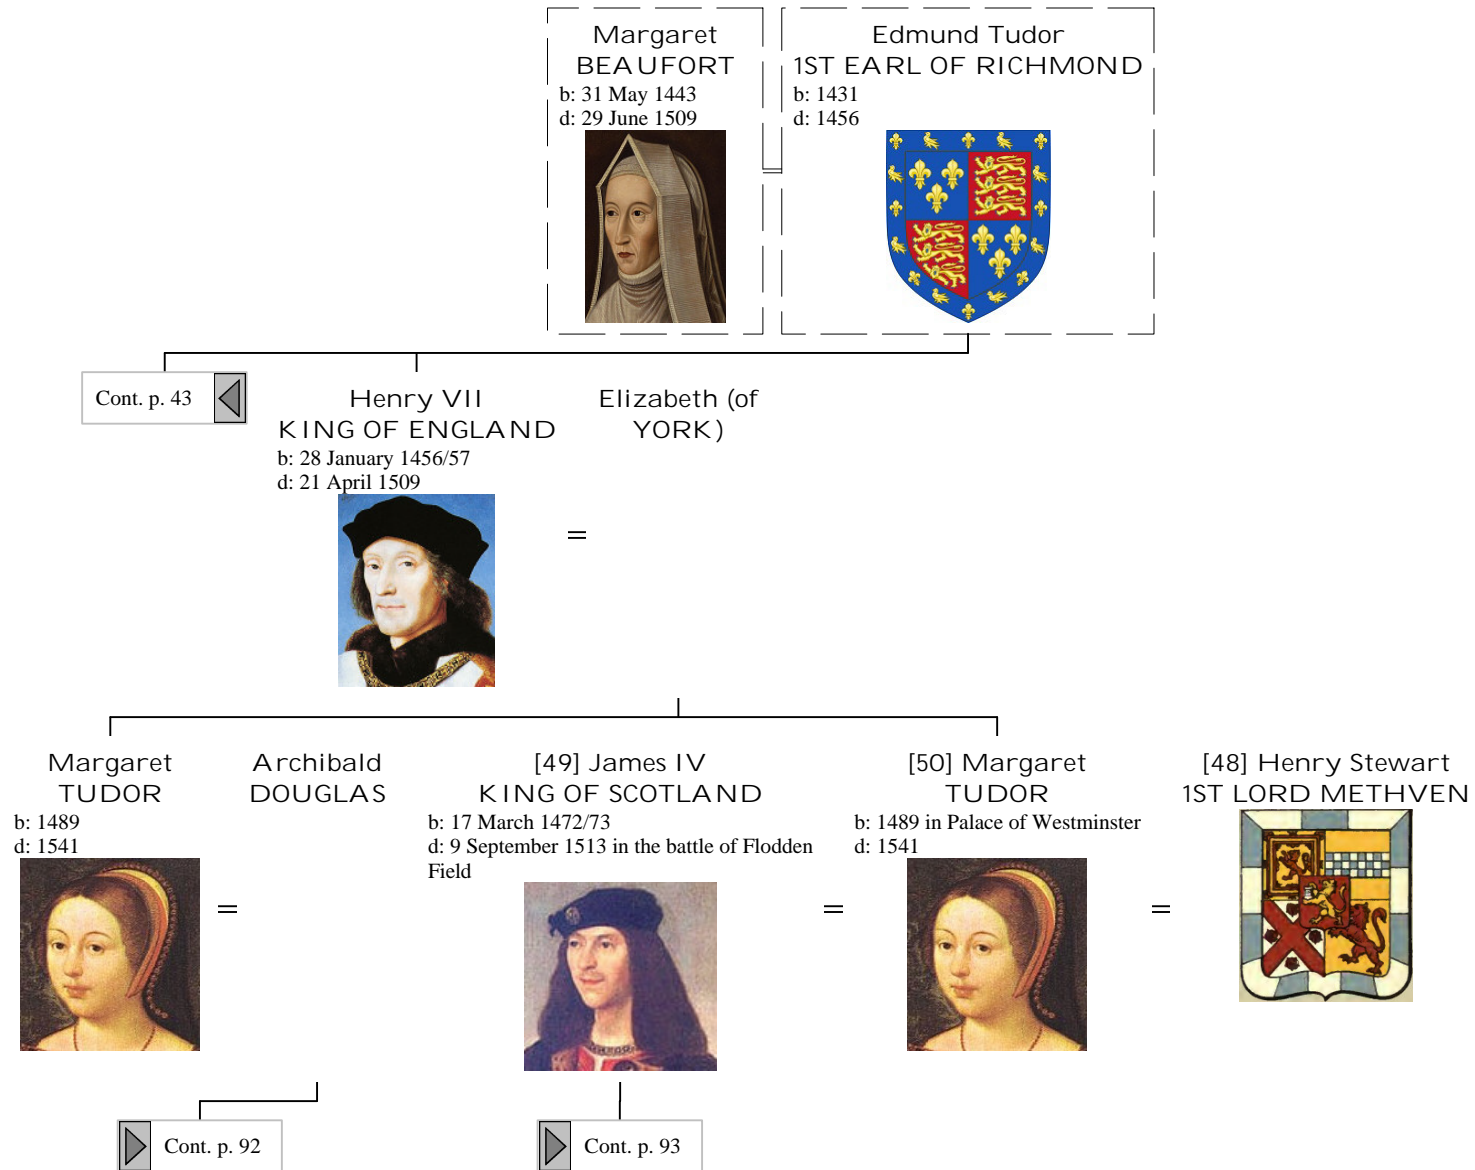 Margaret
BEAUFORT
b: 31 May 1443
d: 29 June 1509
Edmund Tudor
1ST EARL OF RICHMOND
b: 1431
d: 1456
Cont. p. 43
Henry VII
KING OF ENGLAND
b: 28 January 1456/57
d: 21 April 1509
Elizabeth (of
YORK)
=
Margaret
TUDOR
b: 1489
d: 1541
=
Archibald
DOUGLAS
[49] James IV
KING OF SCOTLAND
b: 17 March 1472/73
d: 9 September 1513 in the battle of Flodden
Field
=
[50] Margaret
TUDOR
b: 1489 in Palace of Westminster
d: 1541
=
[48] Henry Stewart
1ST LORD METHVEN
Cont. p. 92
Cont. p. 93